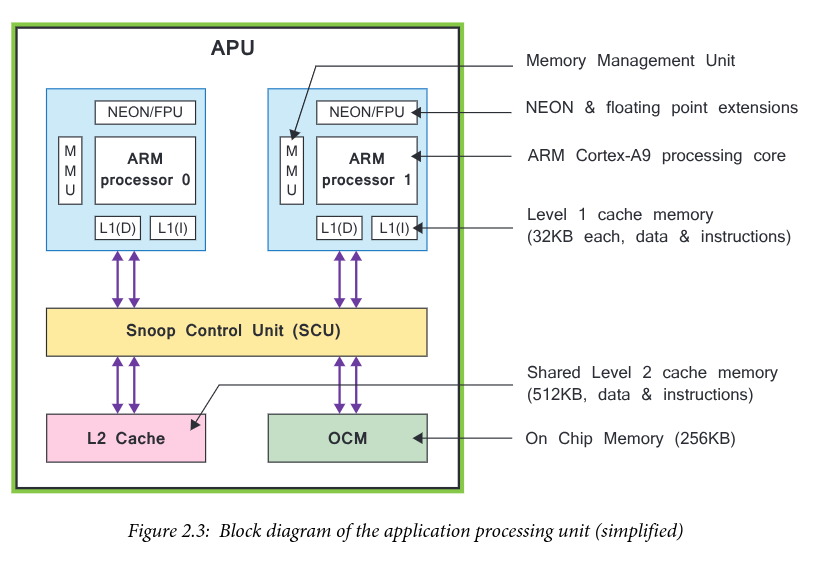 APU
Memory Management Unit
NEON/FPU
NEON/FPU
NEON & floating point extensions
M
M
U
ARM
processor 0
M
M
U
ARM
processor 1
ARM Cortex-A9 processing core
L1(D)
L1(I)
L1(D)
L1(I)
Level 1 cache memory
(32KB each, data & instructions)
Snoop Control Unit (SCU)
Shared Level 2 cache memory
(512KB, data & instructions)
L2 Cache
OCM
On Chip Memory (256KB)
Figure 2.3: Block diagram of the application processing unit (simplified)